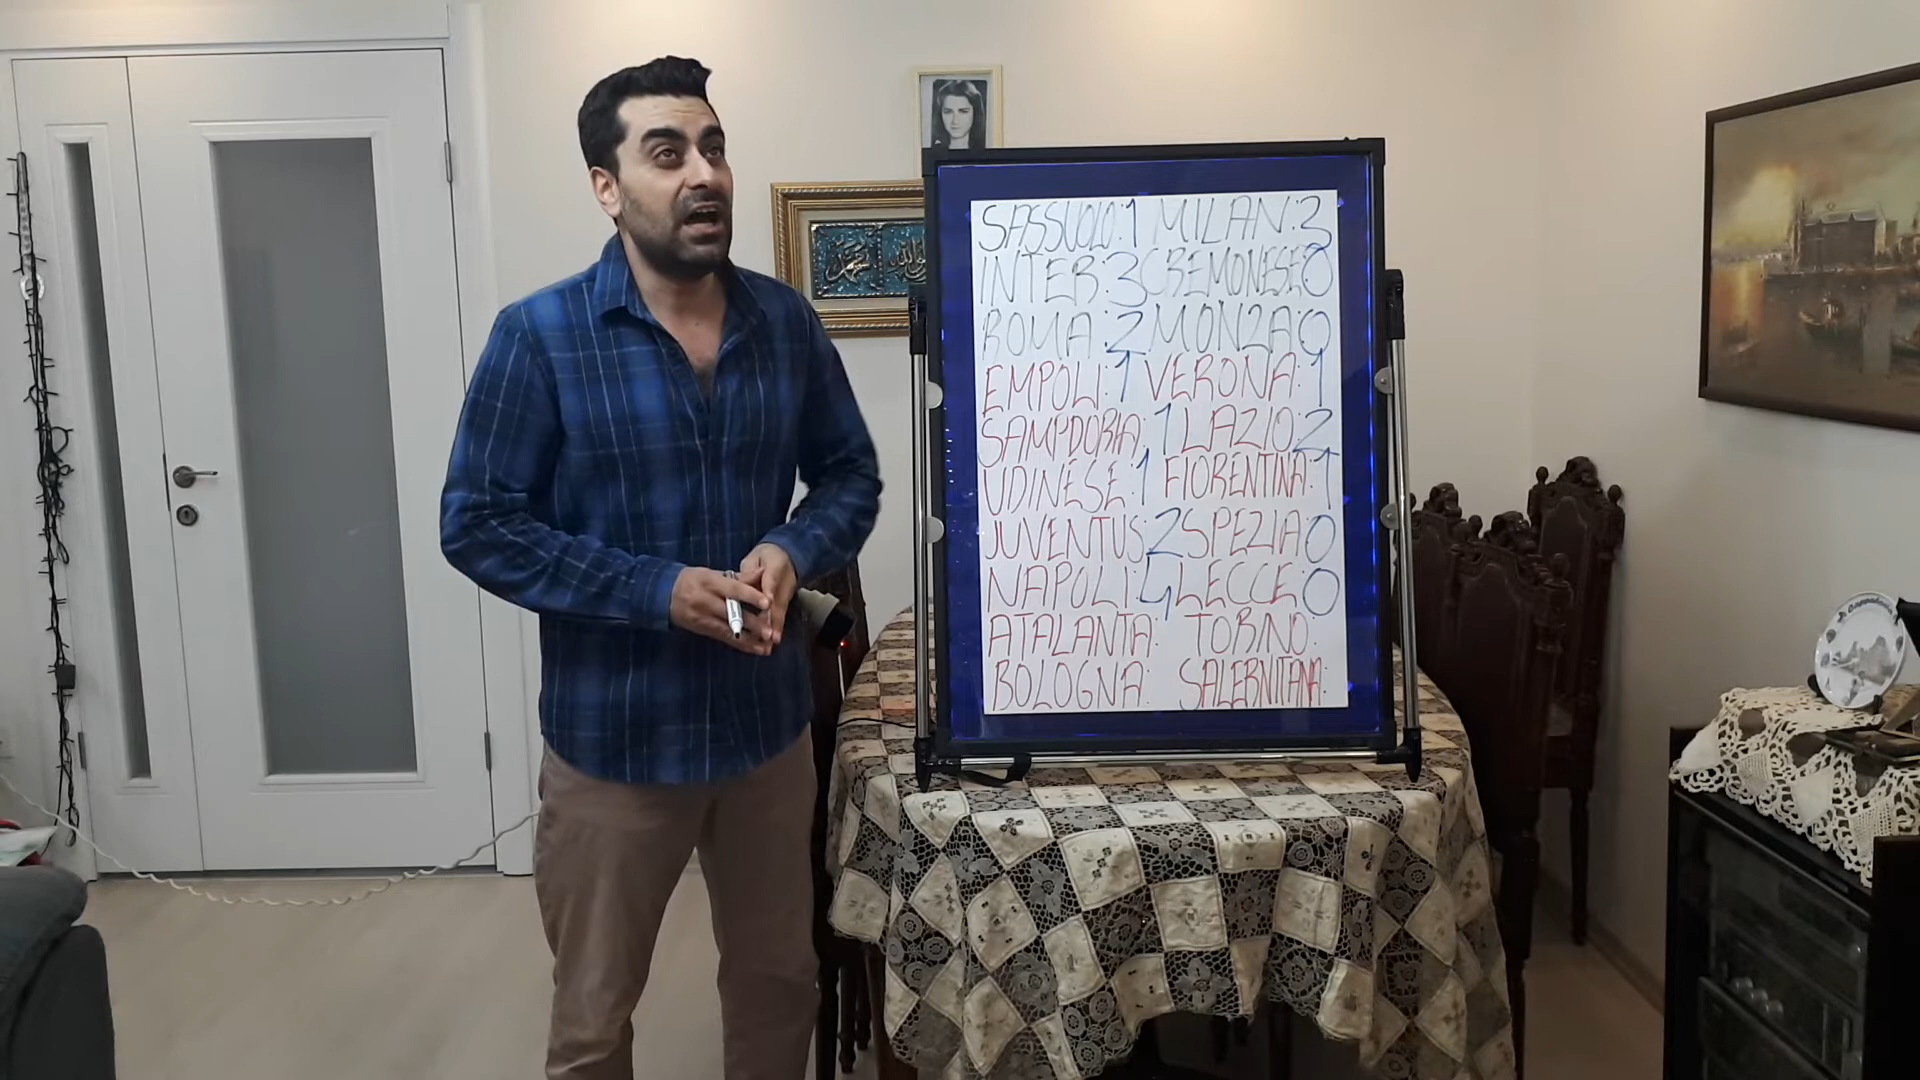 SASSUOLO:1 MILAN:3
INTER:3 CREMONESE:0
ROMA:2 MONZA:0
EMPOLI:1 VERONA:1
SAMPDORIA:1 LAZIO:2
UDINESE:1 FIORENTINA:1
JUVENTUS:2 SPEZIA 0
NAPOLI:4 LECCE:0
ATALANTA: TORINO:
BOLOGNA: SALERNITANA: